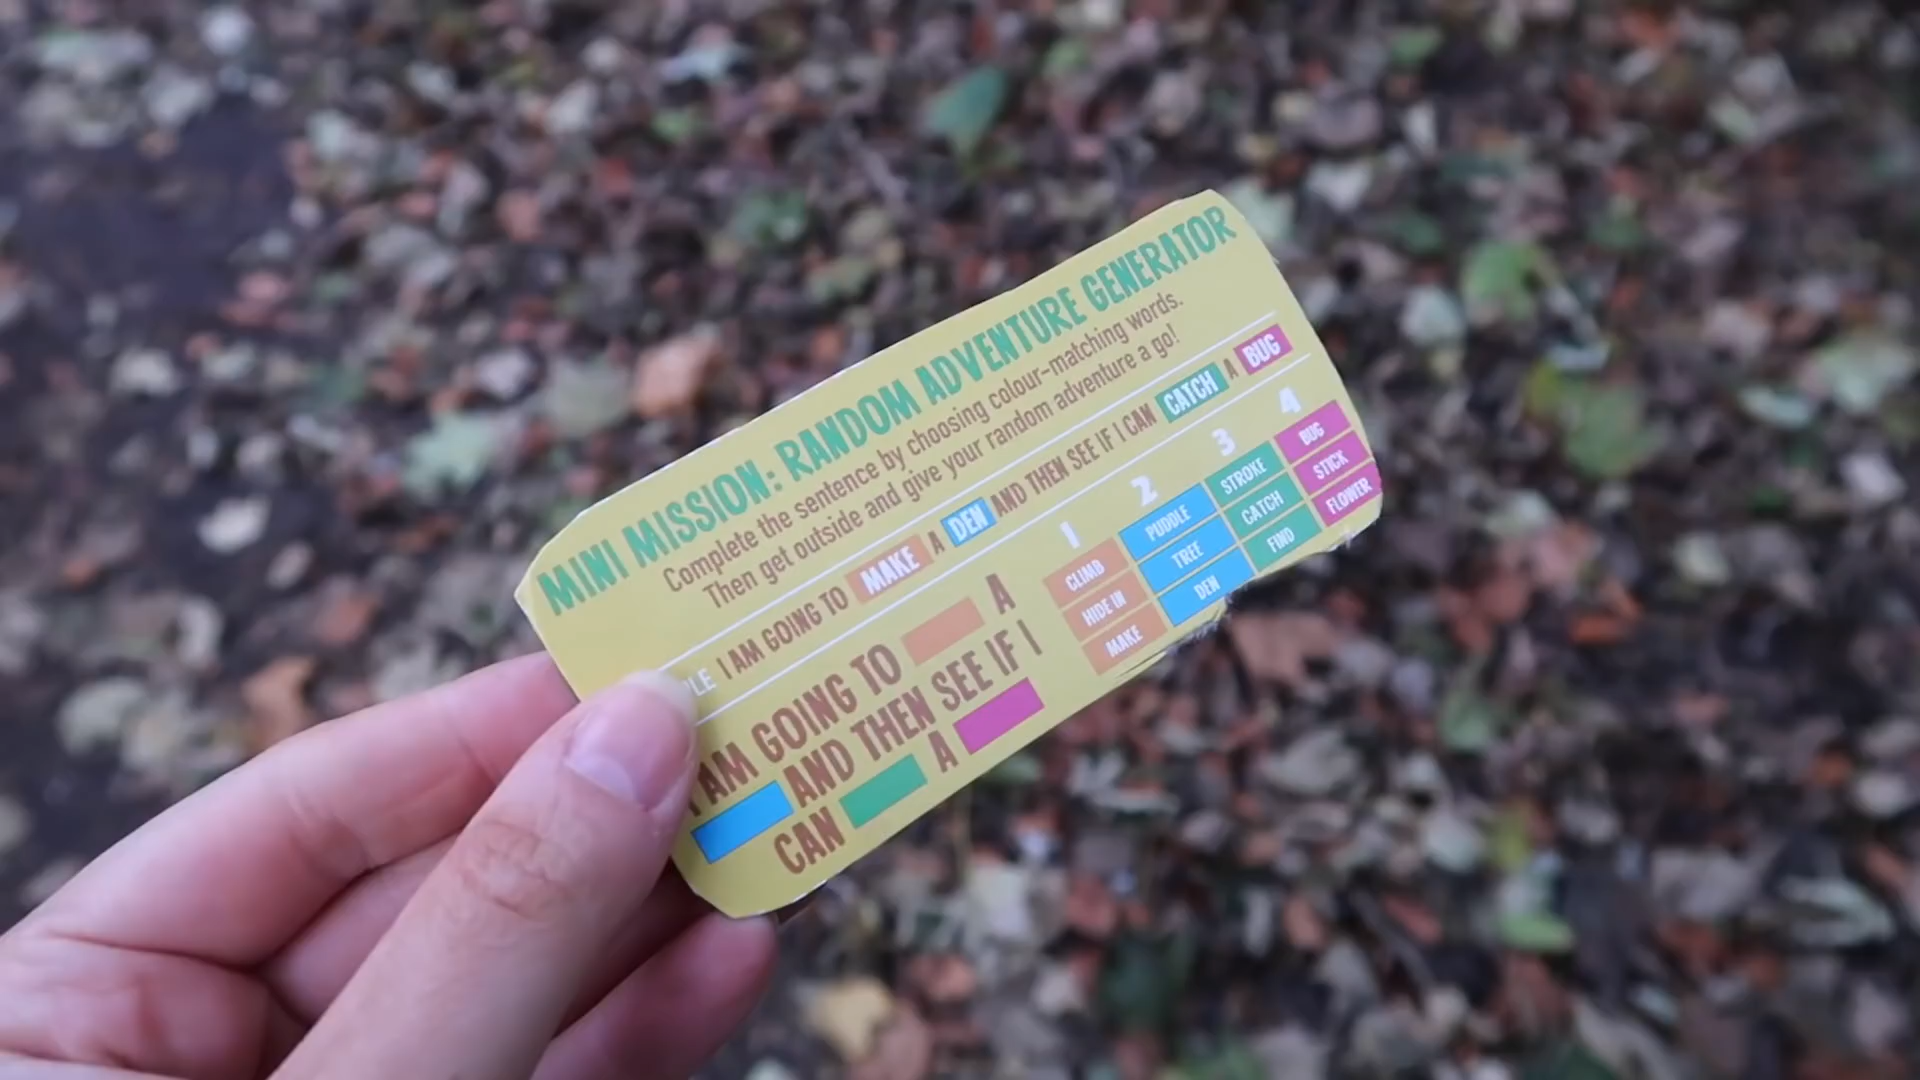 MINI MISSION: RANDOM ADVENTURE GENERATOR
Complete the sentence by choosing colour-matching words.
Then get outside and give your random adventure a go!
PLE I AM GOING TO MAKE A DEN AND THEN SEE IF I CAN CATCH A BUG
I AM GOING TO A
AND THEN SEE IF I
CAN A
1 2 3 4
CLIMB PUDDLE STROKE BUG
HIDE IN TREE CATCH STICK
MAKE DEN FIND FLOWER